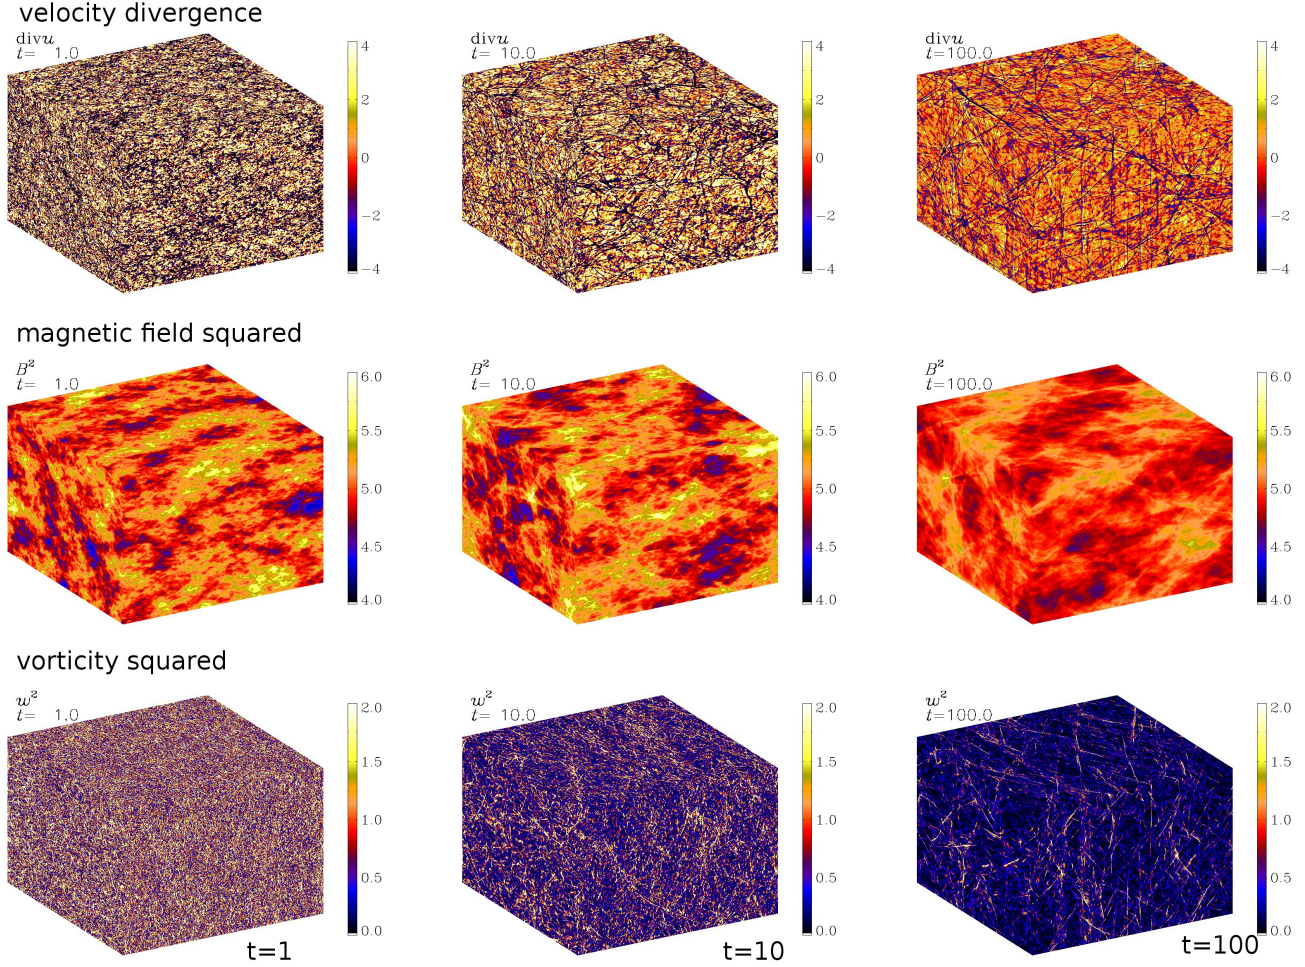 velocity divergence
divu
t= 1.0
4
2
0
−2
−4
divu
t= 10.0
4
2
0
−2
−4
divu
t=100.0
4
2
0
−2
−4
magnetic field squared
B²
t= 1.0
6.0
5.5
5.0
4.5
4.0
B²
t= 10.0
6.0
5.5
5.0
4.5
4.0
B²
t=100.0
6.0
5.5
5.0
4.5
4.0
vorticity squared
w²
t= 1.0
2.0
1.5
1.0
0.5
0.0
t=1
w²
t= 10.0
2.0
1.5
1.0
0.5
0.0
t=10
w²
t=100.0
2.0
1.5
1.0
0.5
0.0
t=100